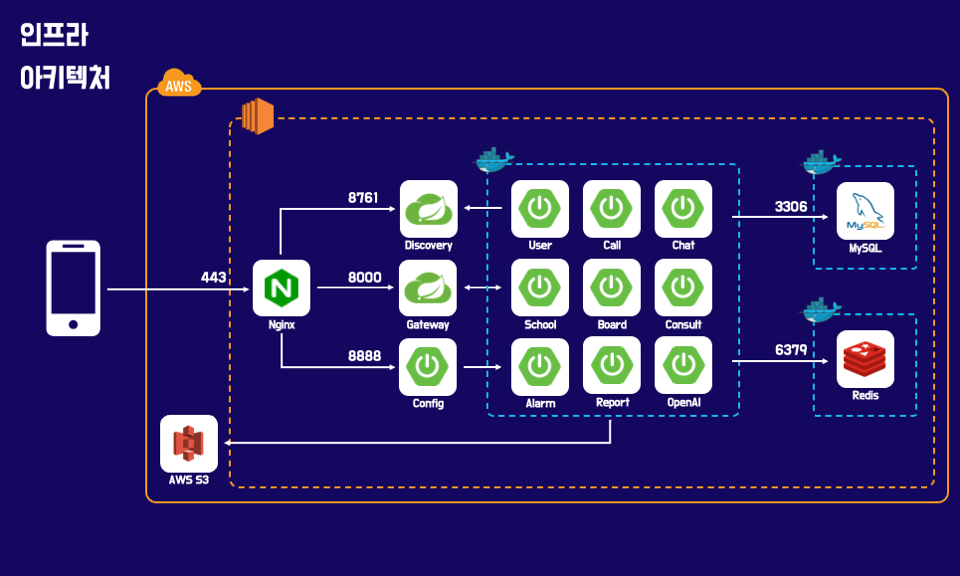 인프라
아키텍처
AWS
8761
Discovery
User
Call
Chat
3306
MySQL
MySQL
443
Nginx
8000
Gateway
School
Board
Consult
8888
Config
Alarm
Report
OpenAI
6379
Redis
AWS S3